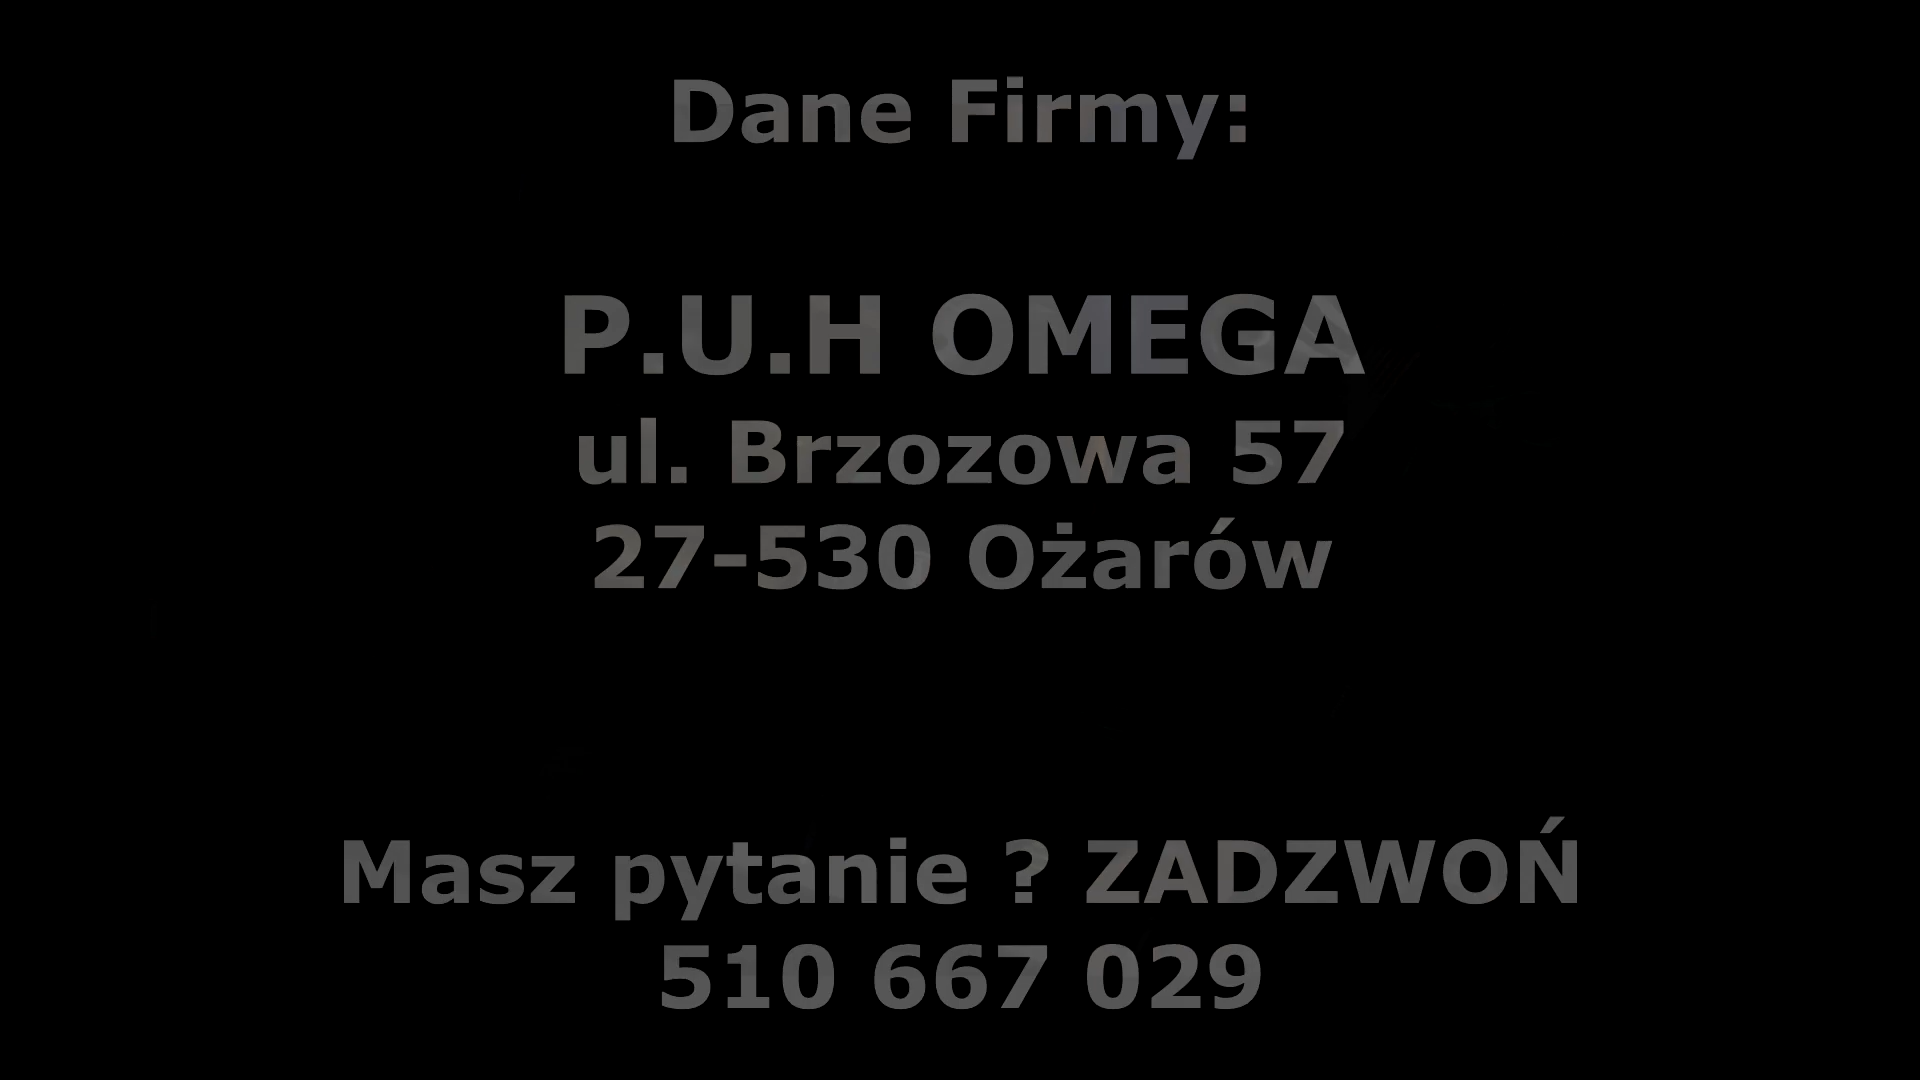 Dane Firmy:
P.U.H OMEGA
ul. Brzozowa 57
27-530 Ożarów
Masz pytanie ? ZADZWOŃ
510 667 029